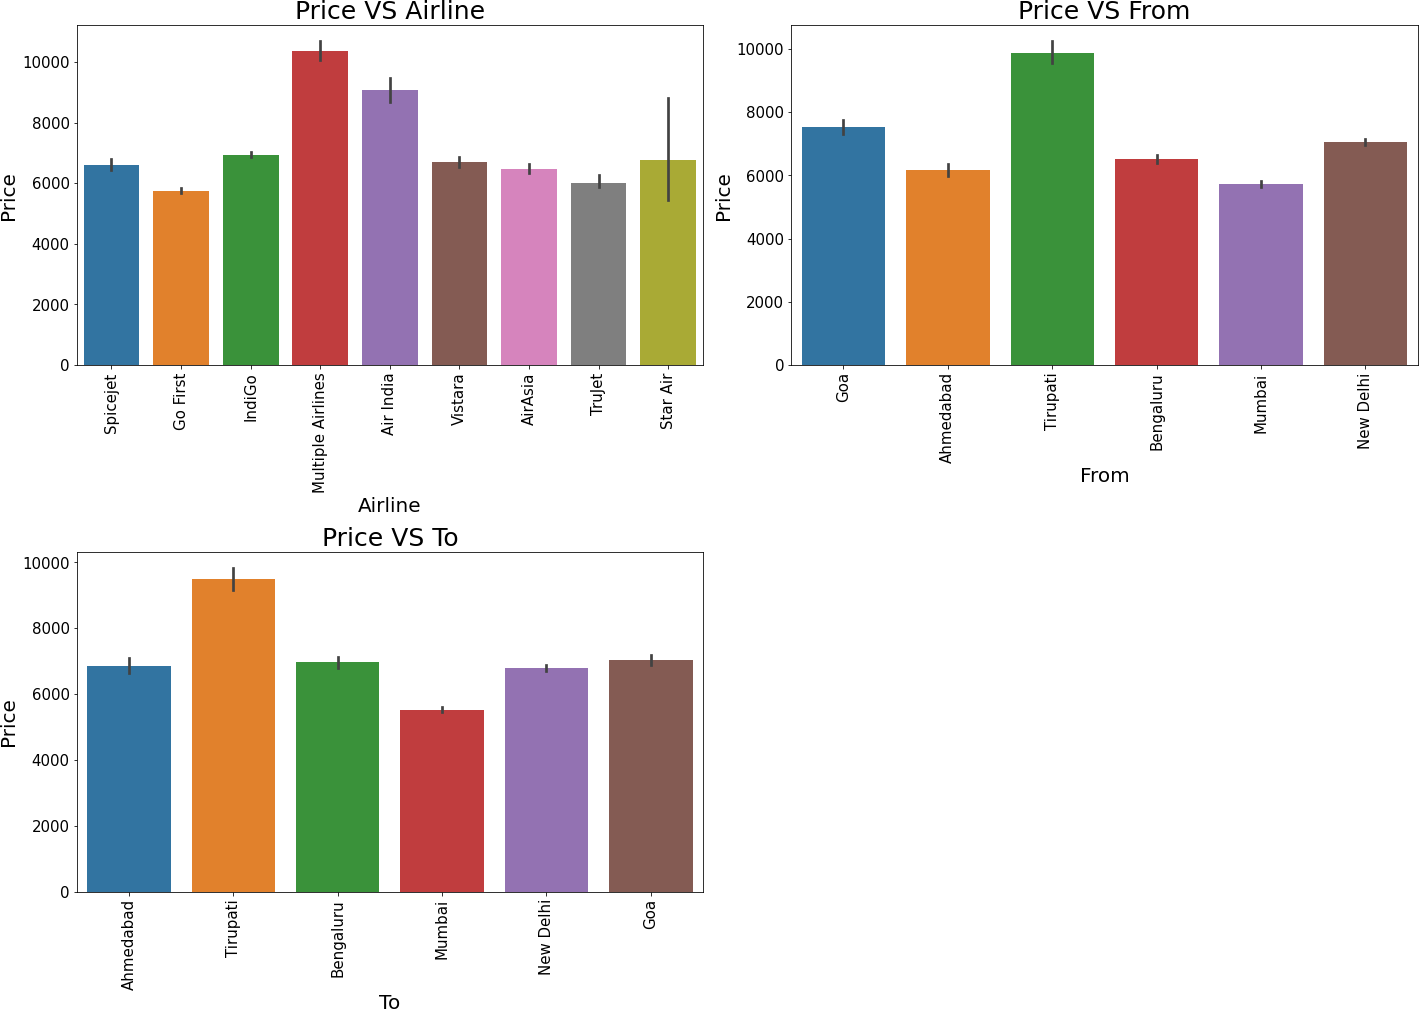 Price VS Airline
Price
10000
8000
6000
4000
2000
0
Spicejet
Go First
IndiGo
Multiple Airlines
Air India
Vistara
AirAsia
TruJet
Star Air
Airline
Price VS From
Price
10000
8000
6000
4000
2000
0
Goa
Ahmedabad
Tirupati
Bengaluru
Mumbai
New Delhi
From
Price VS To
Price
10000
8000
6000
4000
2000
0
Ahmedabad
Tirupati
Bengaluru
Mumbai
New Delhi
Goa
To